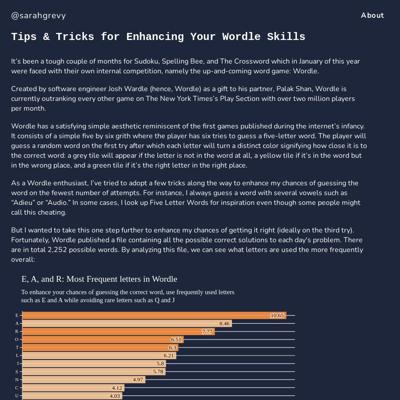 @sarahgrevy
About
Tips & Tricks for Enhancing Your Wordle Skills
It's been a tough couple of months for Sudoku, Spelling Bee, and The Crossword which in January of this year
were faced with their own internal competition, namely the up-and-coming word game: Wordle.
Created by software engineer Josh Wardle (hence, Wordle) as a gift to his partner, Palak Shan, Wordle is
currently outranking every other game on The New York Times's Play Section with over two million players
per month.
Wordle has a satisfying simple aesthetic reminiscent of the first games published during the internet's infancy.
It consists of a simple five by six grith where the player has six tries to guess a five-letter word. The player will
guess a random word on the first try after which each letter will turn a distinct color signifying how close it is to
the correct word: a grey tile will appear if the letter is not in the word at all, a yellow tile if it's in the word but
in the wrong place, and a green tile if it's the right letter in the right place.
As a Wordle enthusiast, I've tried to adopt a few tricks along the way to enhance my chances of guessing the
word on the fewest number of attempts. For instance, I always guess a word with several vowels such as
“Adieu” or “Audio.” In some cases, I look up Five Letter Words for inspiration even though some people might
call this cheating.
But I wanted to take this one step further to enhance my chances of getting it right (ideally on the third try).
Fortunately, Wordle published a file containing all the possible correct solutions to each day's problem. There
are in total 2,252 possible words. By analyzing this file, we can see what letters are used the more frequently
overall:
E, A, and R: Most Frequent letters in Wordle
To enhance your chances of guessing the correct word, use frequently used letters
such as E and A while avoiding rare letters such as Q and J
E 10.65
A 8.46
R 7.77
O 6.51
T 6.3
L 6.21
I 5.8
S 5.78
N 4.97
C 4.12
U 4.03